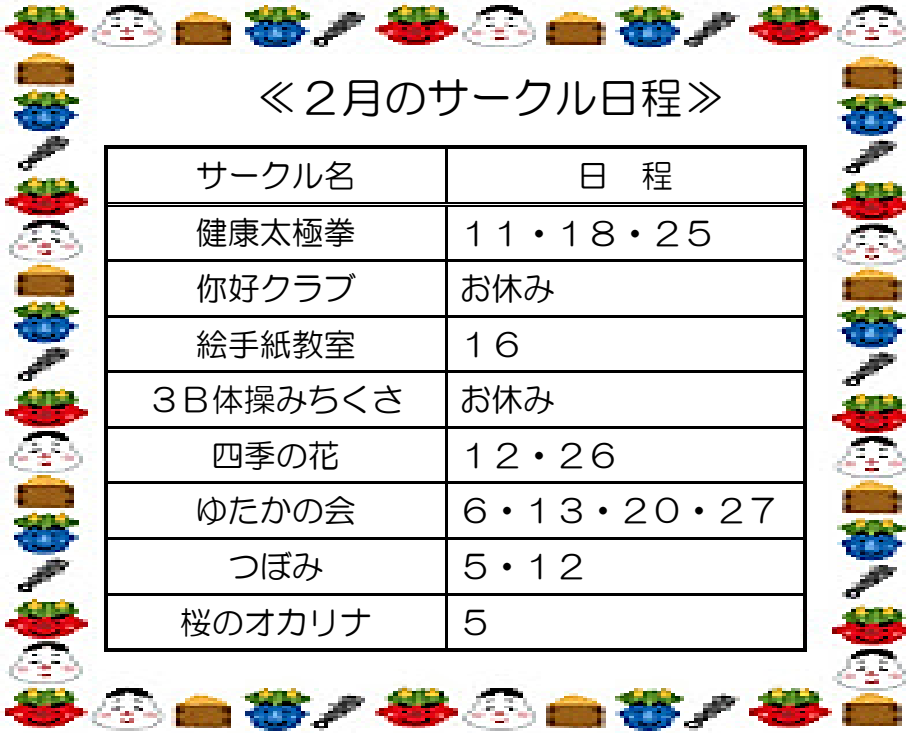 ≪２月のサークル日程≫
サークル名 日　程
健康太極拳 １１・１８・２５
你好クラブ お休み
絵手紙教室 １６
３Ｂ体操みちくさ お休み
四季の花 １２・２６
ゆたかの会 ６・１３・２０・２７
つぼみ ５・１２
桜のオカリナ ５